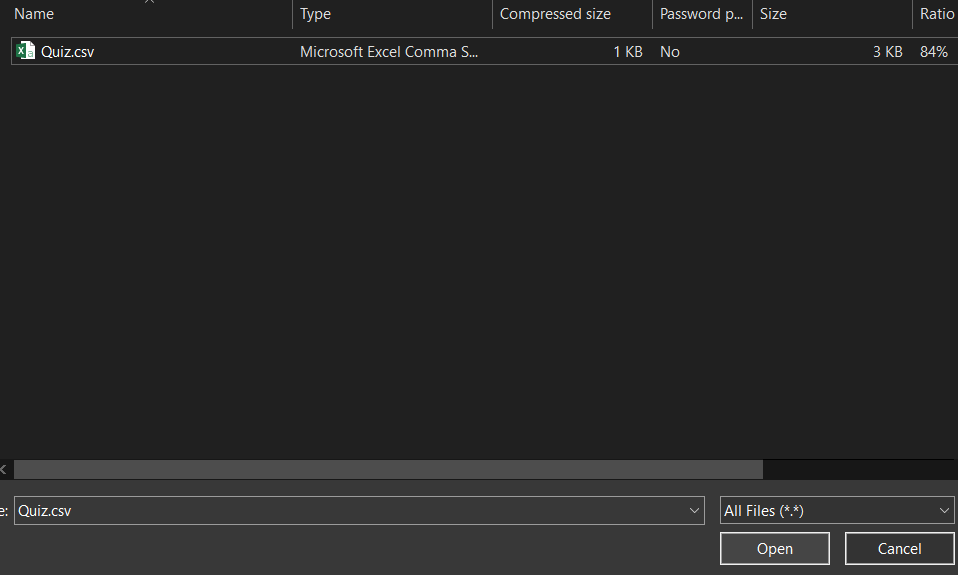 Name Type Compressed size Password p... Size Ratio
Quiz.csv Microsoft Excel Comma S... 1 KB No 3 KB 84%
e: Quiz.csv All Files (*.*)
Open Cancel